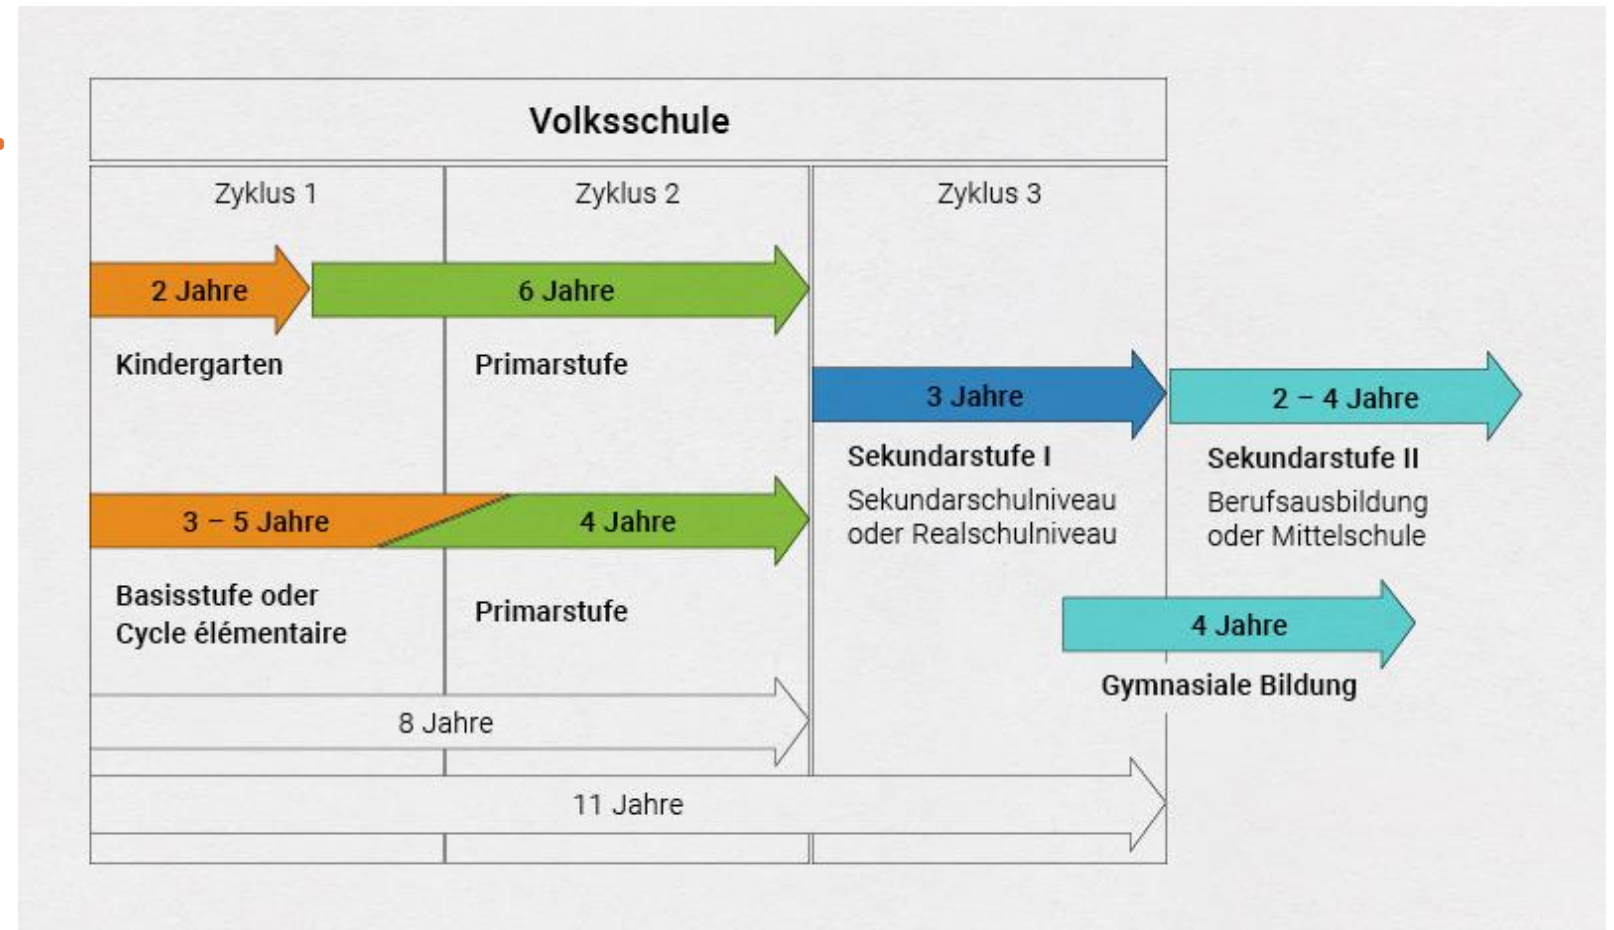 Volksschule
Zyklus 1
Zyklus 2
Zyklus 3
2 Jahre
6 Jahre
Kindergarten
Primarstufe
3 Jahre
2 – 4 Jahre
Sekundarstufe I
Sekundarschulniveau
oder Realschulniveau
Sekundarstufe II
Berufsausbildung
oder Mittelschule
3 – 5 Jahre
4 Jahre
Basisstufe oder
Cycle élémentaire
Primarstufe
4 Jahre
Gymnasiale Bildung
8 Jahre
11 Jahre